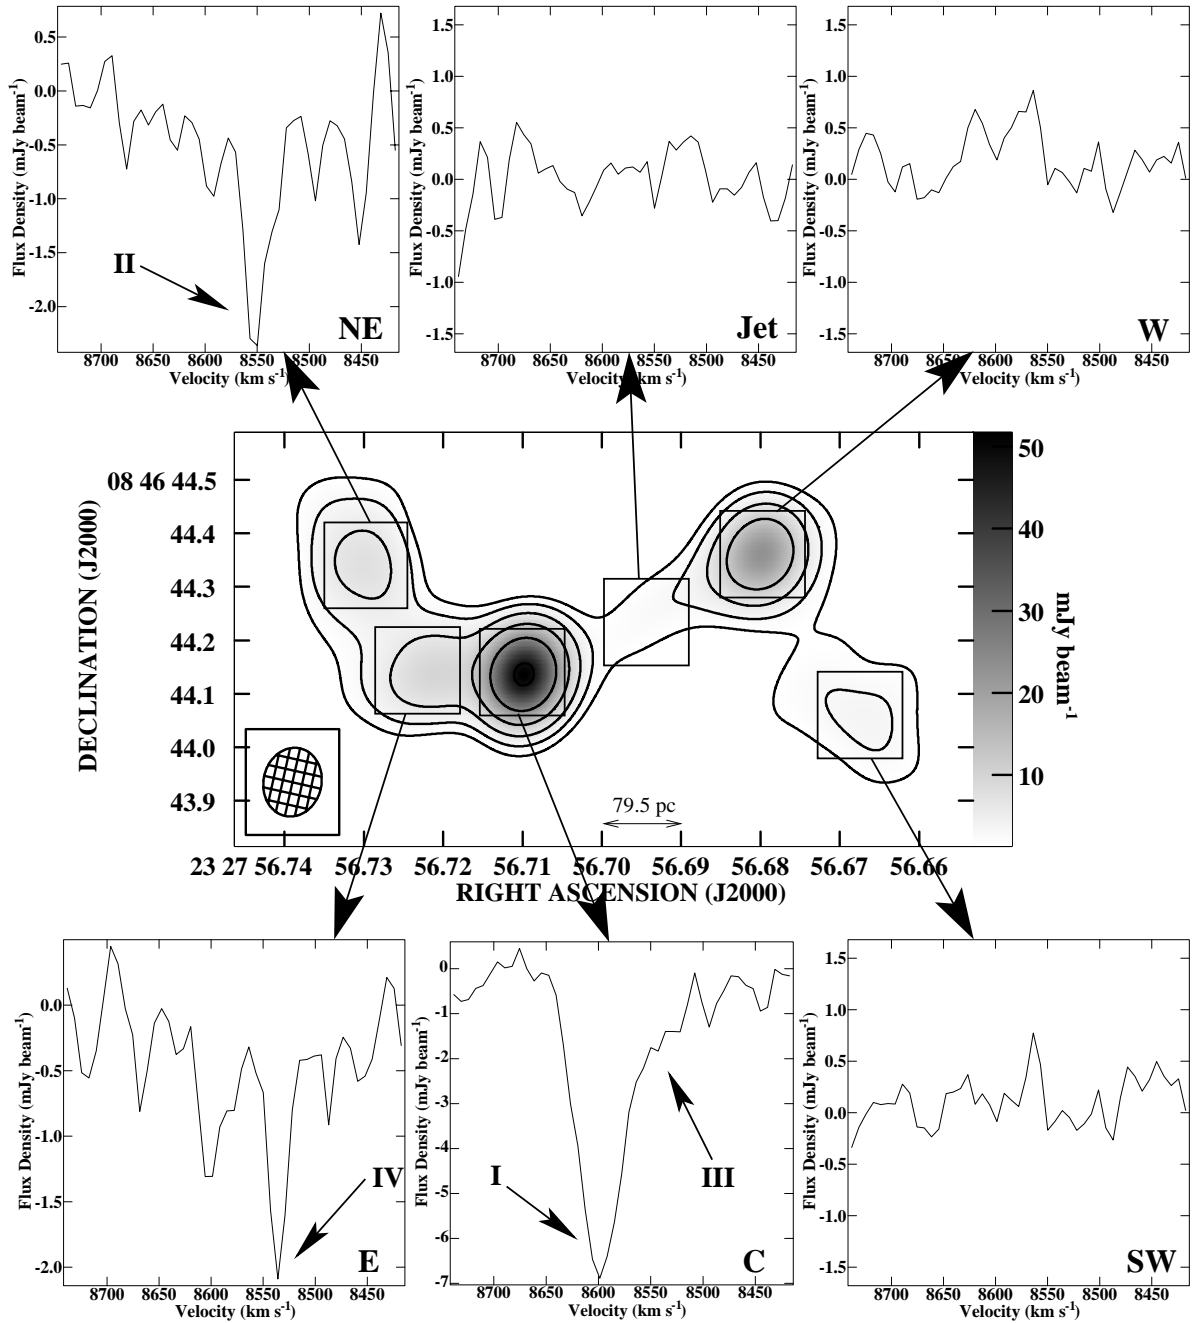 0.5
0.0
-0.5
-1.0
-1.5
-2.0
Flux Density (mJy beam-1)
II
NE
8700 8650 8600 8550 8500 8450
Velocity (km s-1)
1.5
1.0
0.5
0.0
-0.5
-1.0
-1.5
Flux Density (mJy beam-1)
Jet
8700 8650 8600 8550 8500 8450
Velocity (km s-1)
1.5
1.0
0.5
0.0
-0.5
-1.0
-1.5
Flux Density (mJy beam-1)
W
8700 8650 8600 8550 8500 8450
Velocity (km s-1)
DECLINATION (J2000)
08 46 44.5
44.4
44.3
44.2
44.1
44.0
43.9
79.5 pc
23 27 56.74 56.73 56.72 56.71 56.70 56.69 56.68 56.67 56.66
RIGHT ASCENSION (J2000)
50
40
30
20
10
mJy beam-1
0.0
-0.5
-1.0
-1.5
-2.0
Flux Density (mJy beam-1)
IV
E
8700 8650 8600 8550 8500 8450
Velocity (km s-1)
0
-1
-2
-3
-4
-5
-6
-7
Flux Density (mJy beam-1)
I
III
C
8700 8650 8600 8550 8500 8450
Velocity (km s-1)
1.5
1.0
0.5
0.0
-0.5
-1.0
-1.5
Flux Density (mJy beam-1)
SW
8700 8650 8600 8550 8500 8450
Velocity (km s-1)